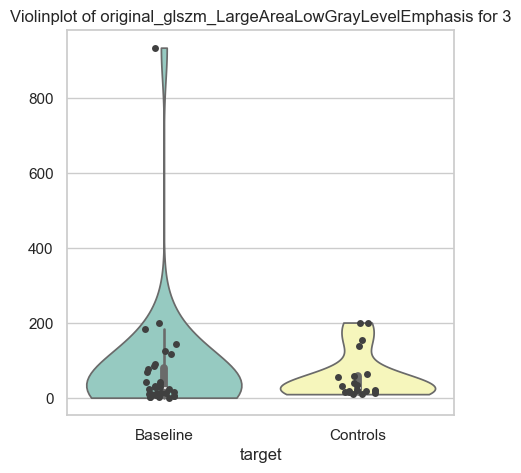 Violinplot of original_glszm_LargeAreaLowGrayLevelEmphasis for 3
800
600
400
200
0
Baseline
Controls
target